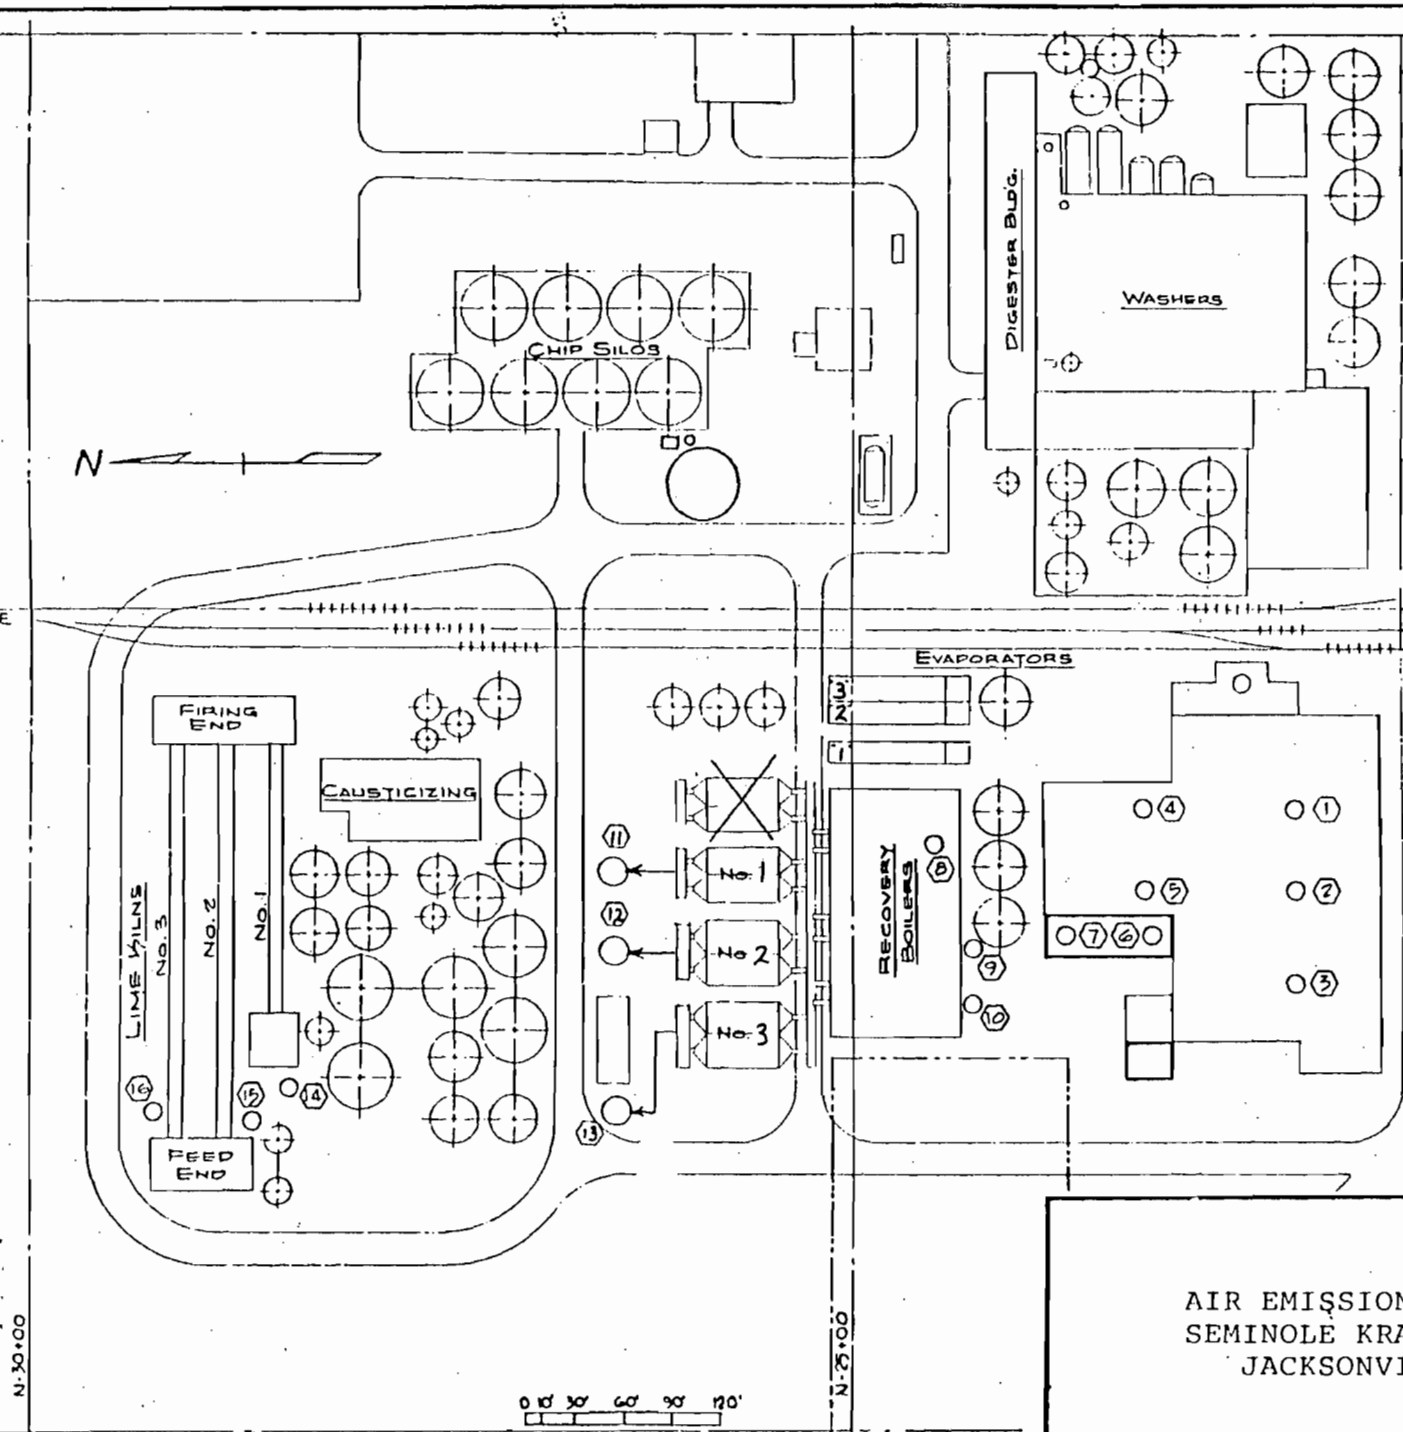 DIGESTER BLD'G.
WASHERS
CHIP SILOS
N
E
EVAPORATORS
3
2
1
FIRING
END
CAUSTICIZING
LIME KILNS
No. 3
No. 2
No. 1
11
No. 1
12
No. 2
No. 3
13
RECOVERY
BOILERS
8
9
10
4
1
5
2
7
6
3
16
15
14
FEED
END
N-30+00
N-25+00
0 10' 30' 60' 90' 120'
AIR EMISSION
SEMINOLE KRA
JACKSONVI